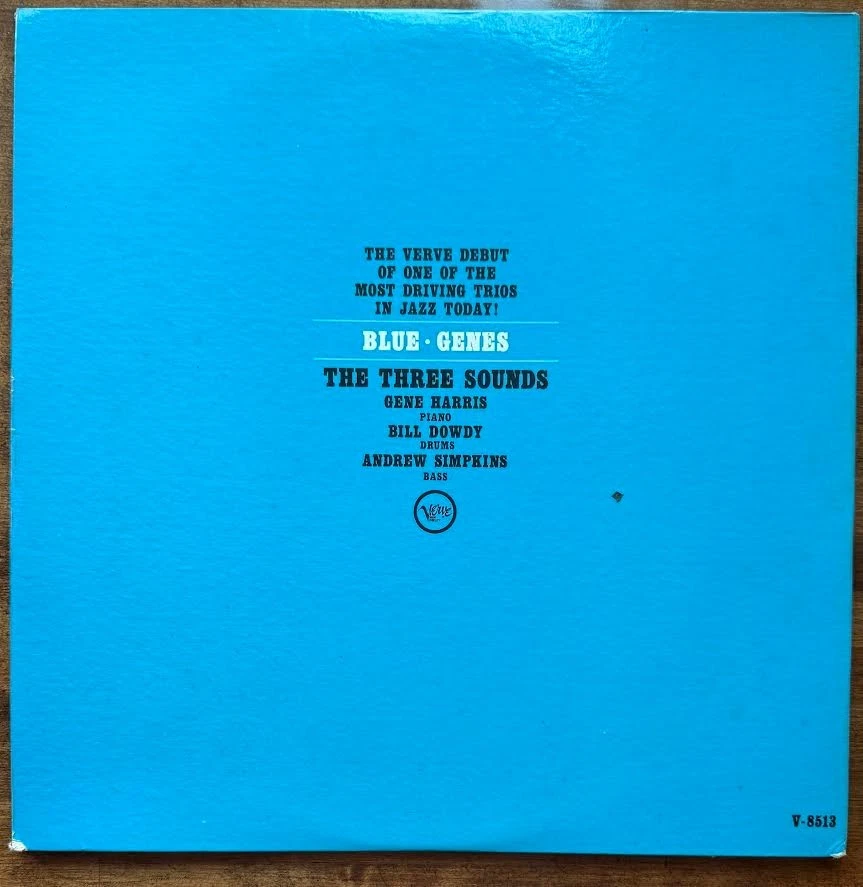 THE VERVE DEBUT
OF ONE OF THE
MOST DRIVING TRIOS
IN JAZZ TODAY!
BLUE · GENES
THE THREE SOUNDS
GENE HARRIS
PIANO
BILL DOWDY
DRUMS
ANDREW SIMPKINS
BASS
Verve
V-8513